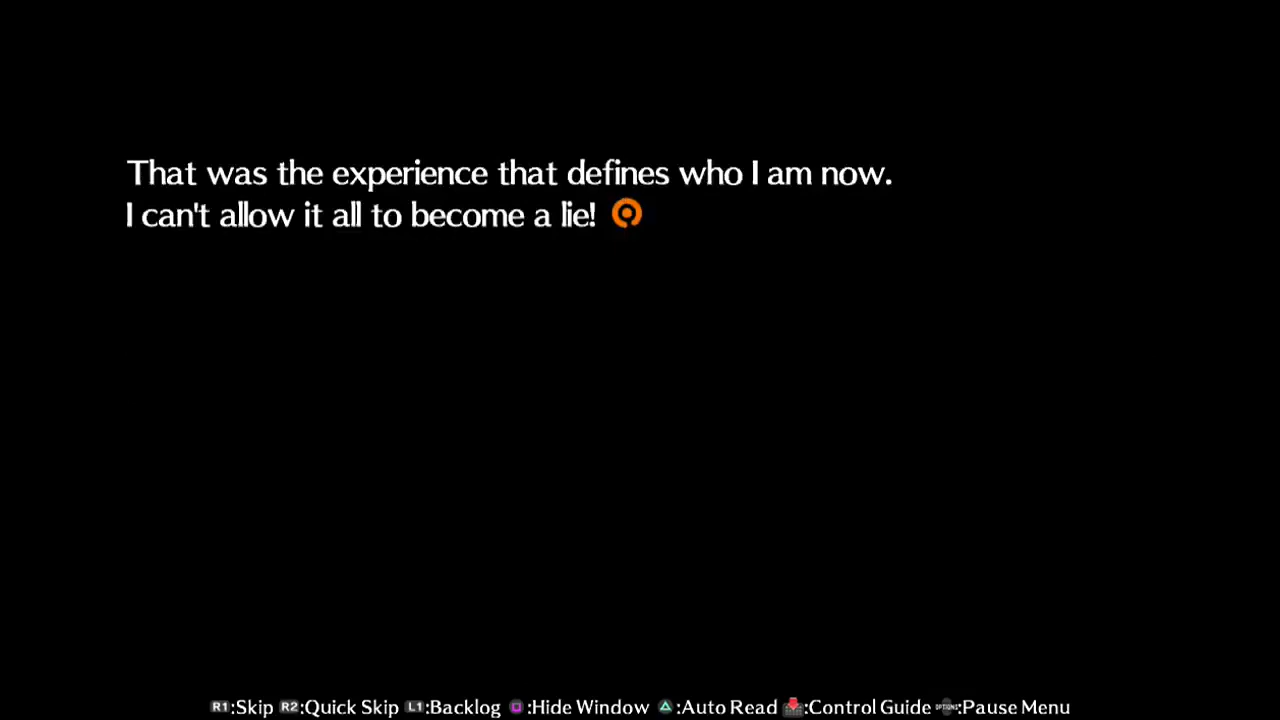 That was the experience that defines who I am now.
I can't allow it all to become a lie!
R1:Skip R2:Quick Skip L1:Backlog :Hide Window :Auto Read :Control Guide OPTIONS:Pause Menu